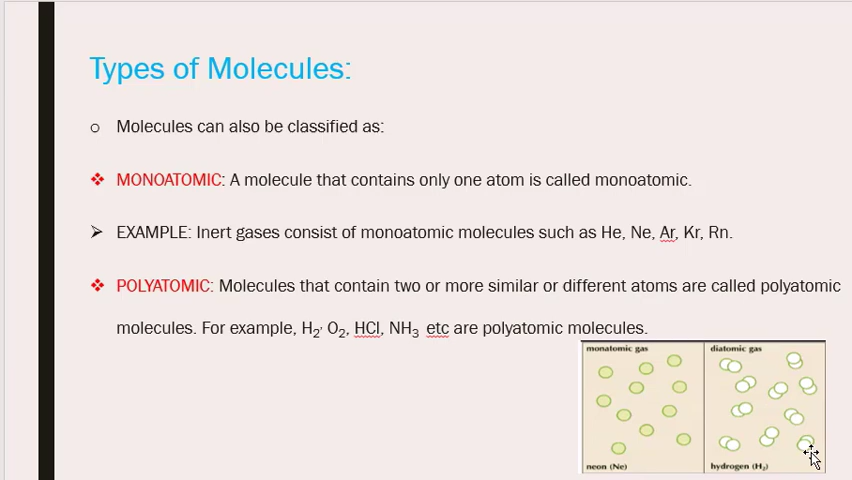 Types of Molecules:
o Molecules can also be classified as:
❖ MONOATOMIC: A molecule that contains only one atom is called monoatomic.
➢ EXAMPLE: Inert gases consist of monoatomic molecules such as He, Ne, Ar, Kr, Rn.
❖ POLYATOMIC: Molecules that contain two or more similar or different atoms are called polyatomic
molecules. For example, H₂, O₂, HCl, NH₃ etc are polyatomic molecules.
monatomic gas
diatomic gas
neon (Ne)
hydrogen (H₂)